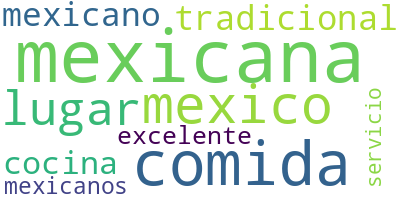 mexicano tradicional
mexicana
lugar mexico
excelente
servicio
cocina comida
mexicanos